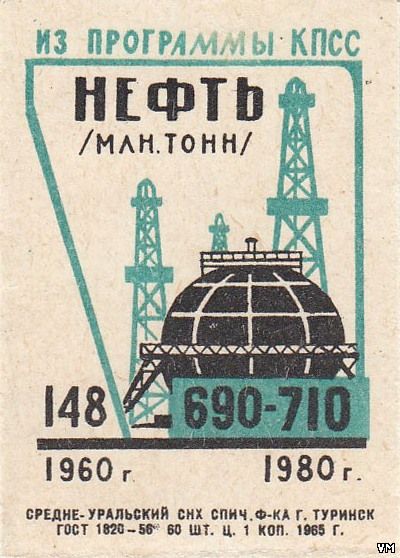 ИЗ ПРОГРАММЫ КПСС
НЕФТЬ
/МЛН. ТОНН/
148 690-710
1960 г. 1980 г.
СРЕДНЕ-УРАЛЬСКИЙ СНХ СПИЧ. Ф-КА Г. ТУРИНСК
ГОСТ 1820-56 60 ШТ. Ц. 1 КОП. 1965 Г.
VM